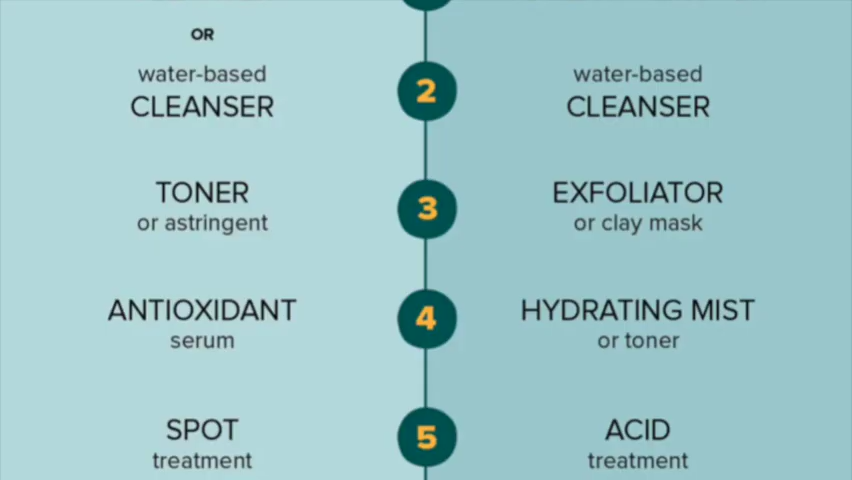 OR
water-based
CLEANSER
2
water-based
CLEANSER
TONER
or astringent
3
EXFOLIATOR
or clay mask
ANTIOXIDANT
serum
4
HYDRATING MIST
or toner
SPOT
treatment
5
ACID
treatment